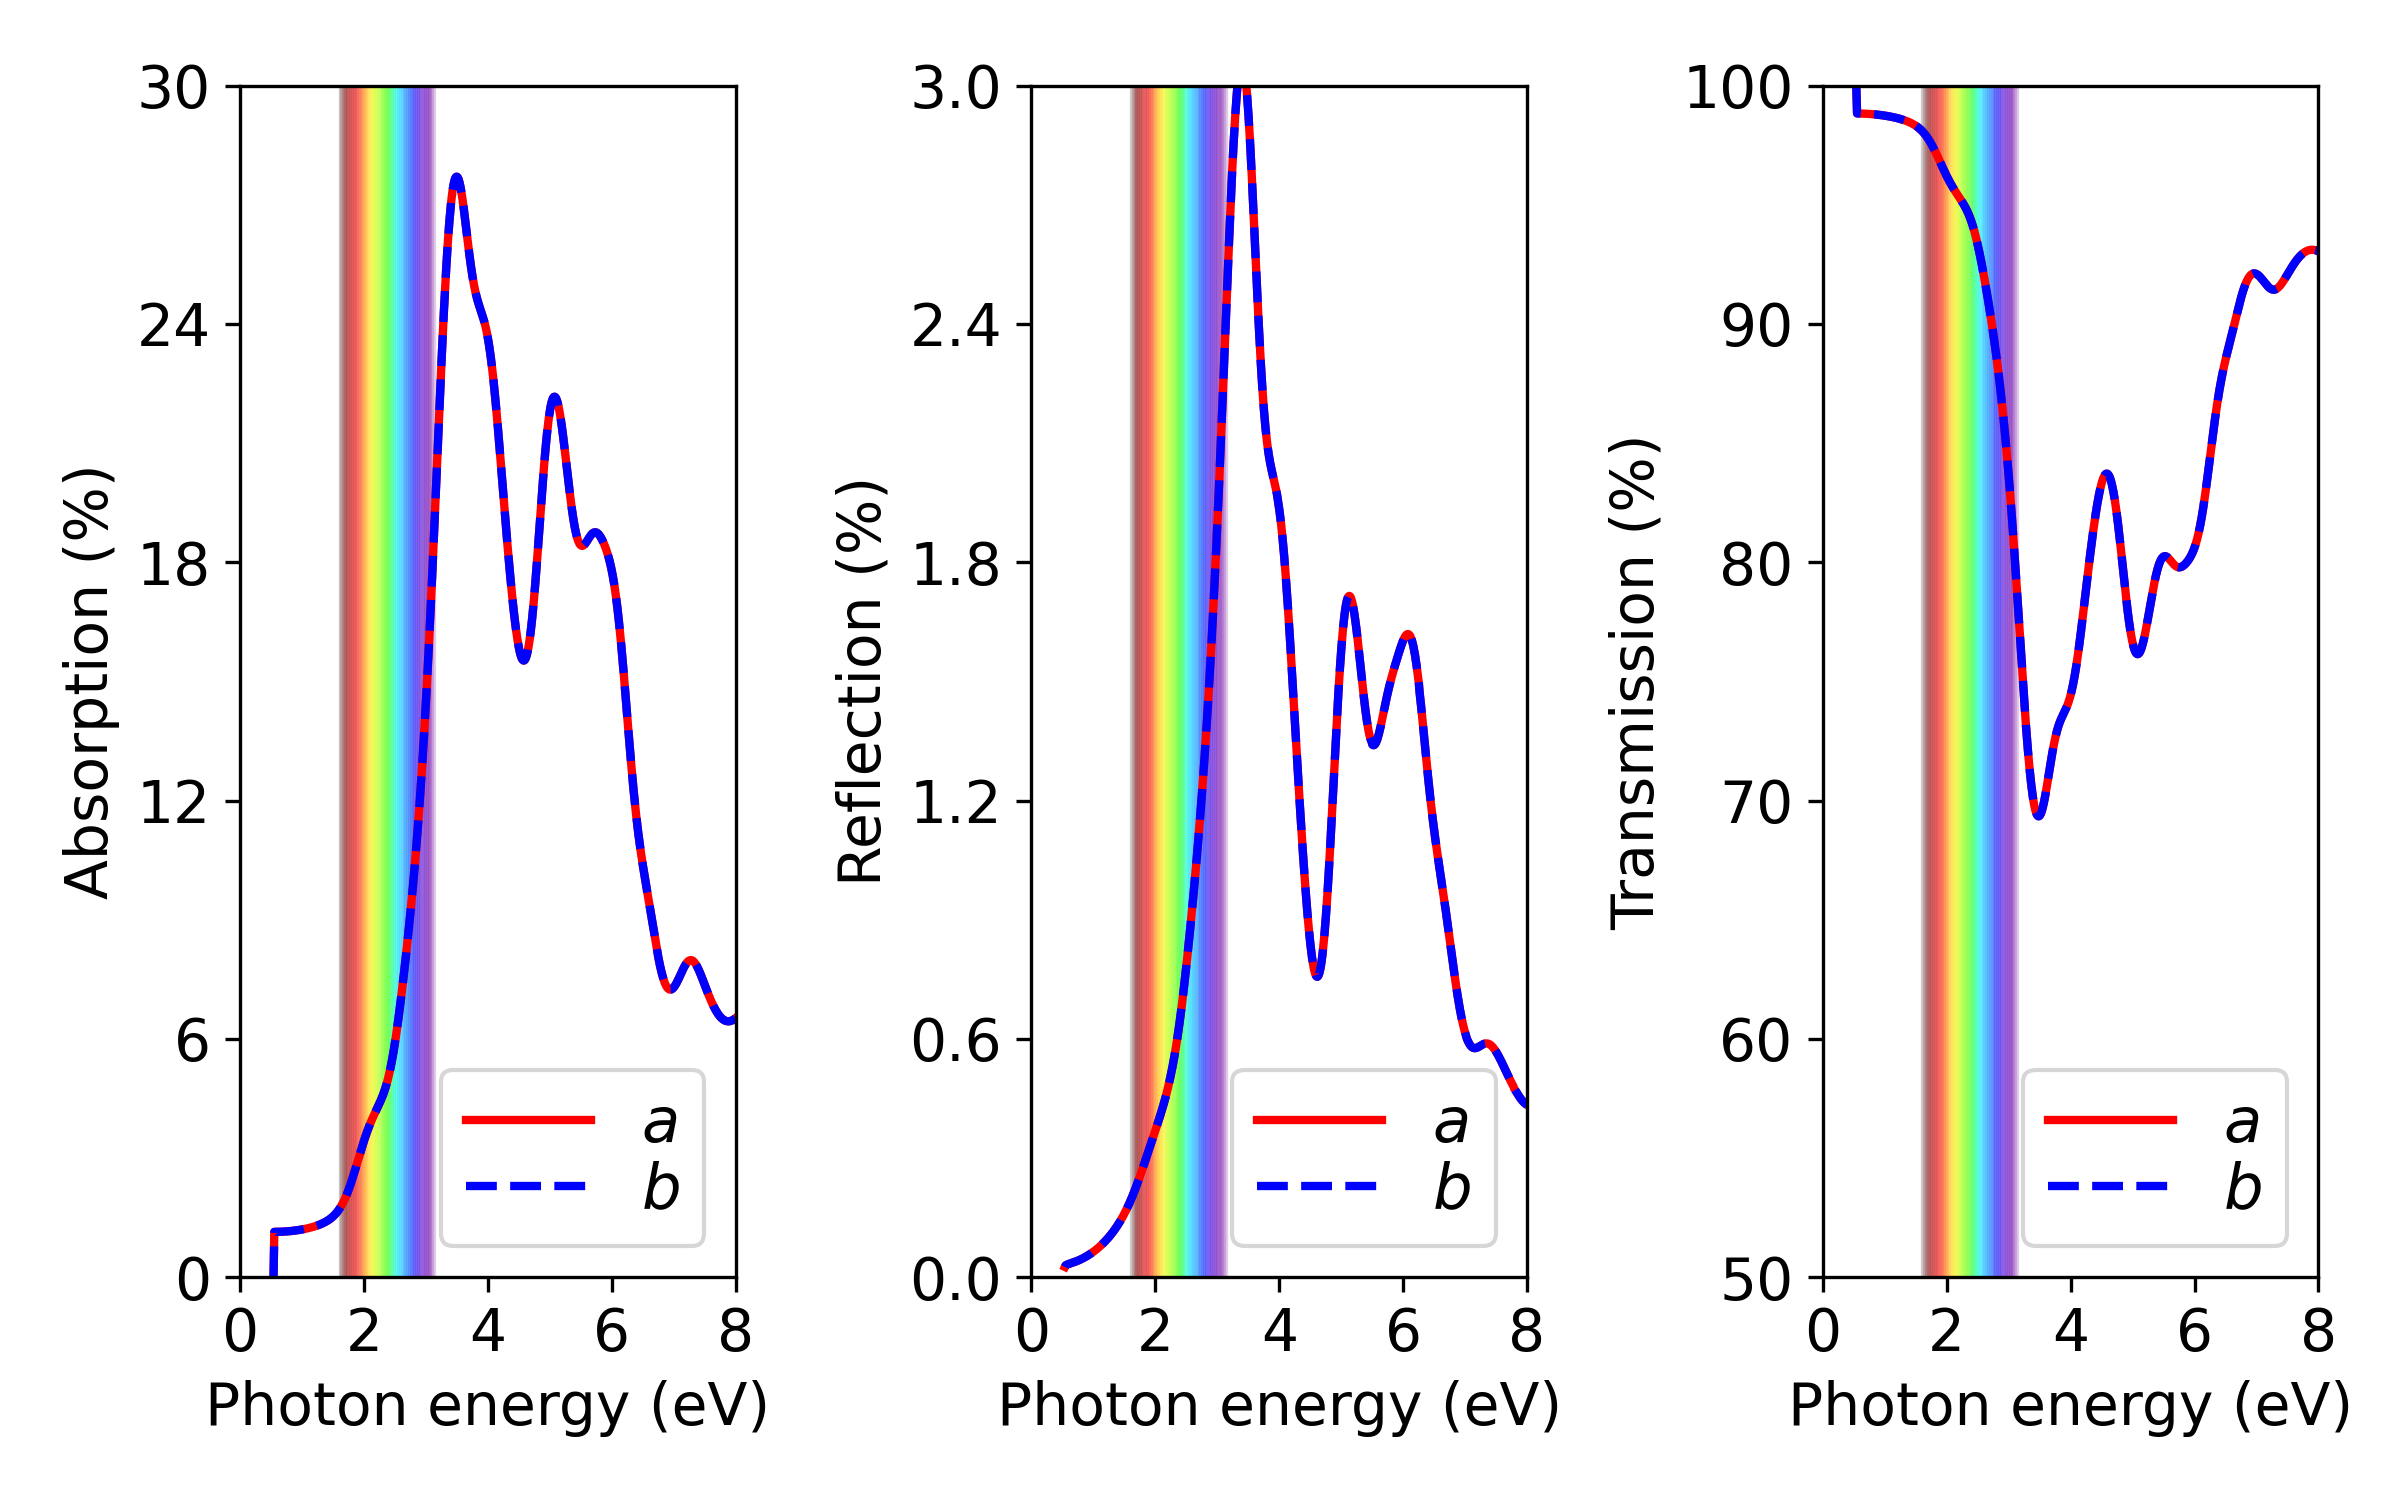 30
24
18
12
6
0
0 2 4 6 8
Absorption (%)
Photon energy (eV)
a
b
3.0
2.4
1.8
1.2
0.6
0.0
0 2 4 6 8
Reflection (%)
Photon energy (eV)
a
b
100
90
80
70
60
50
0 2 4 6 8
Transmission (%)
Photon energy (eV)
a
b